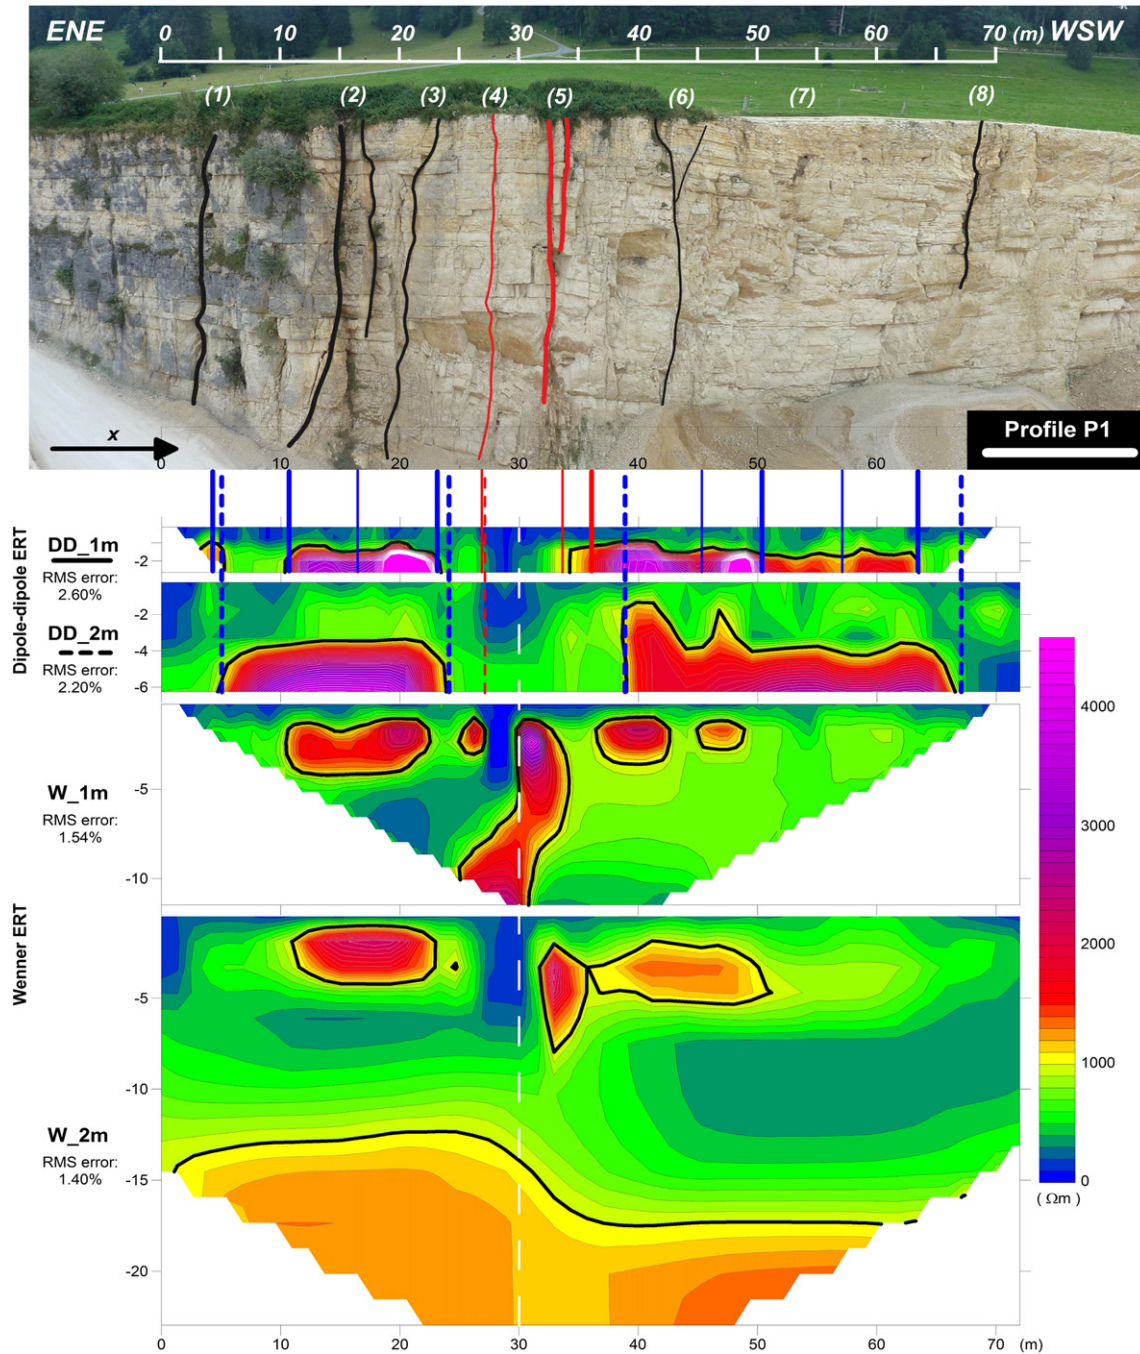 ENE 0 10 20 30 40 50 60 70 (m) WSW
(1) (2) (3) (4) (5) (6) (7) (8)
x
Profile P1
0 10 20 30 40 50 60
Dipole-dipole ERT
DD_1m
RMS error:
2.60%
-2
DD_2m
RMS error:
2.20%
-2
-4
-6
Wenner ERT
W_1m
RMS error:
1.54%
-5
-10
W_2m
RMS error:
1.40%
-5
-10
-15
-20
4000
3000
2000
1000
0
( Ωm )
0 10 20 30 40 50 60 70 (m)